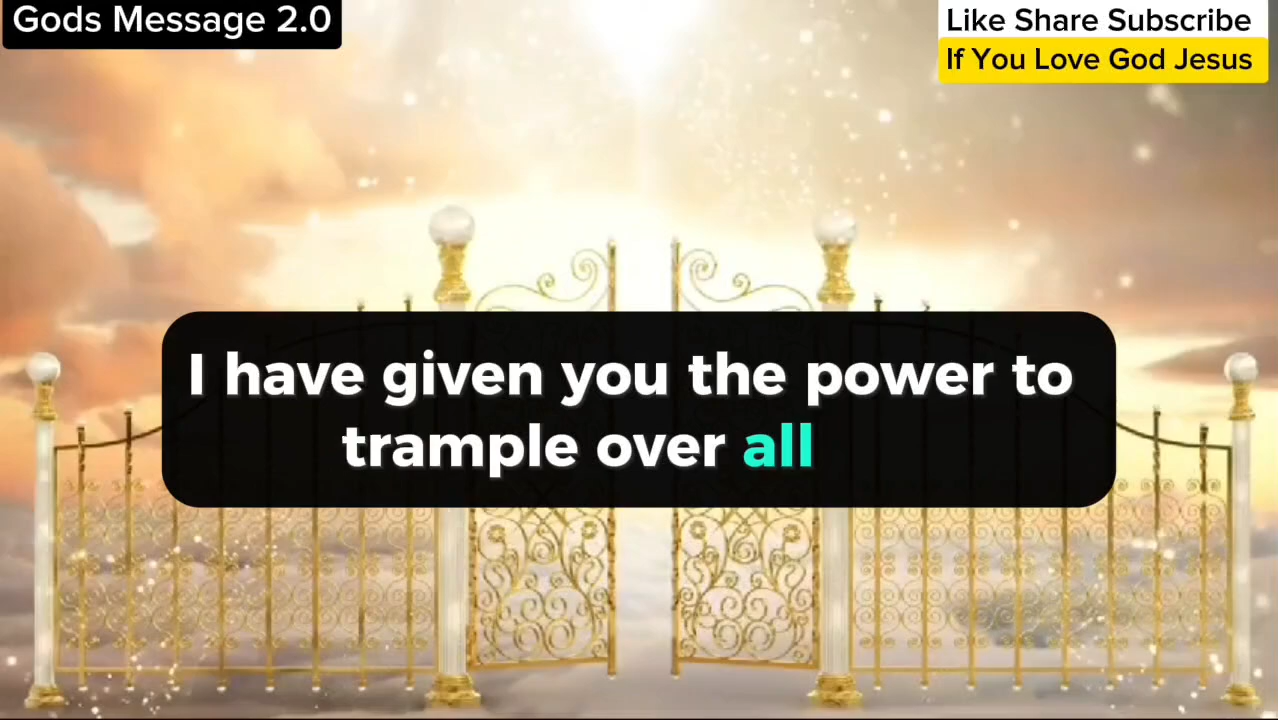 Gods Message 2.0
Like Share Subscribe
If You Love God Jesus
I have given you the power to
trample over all